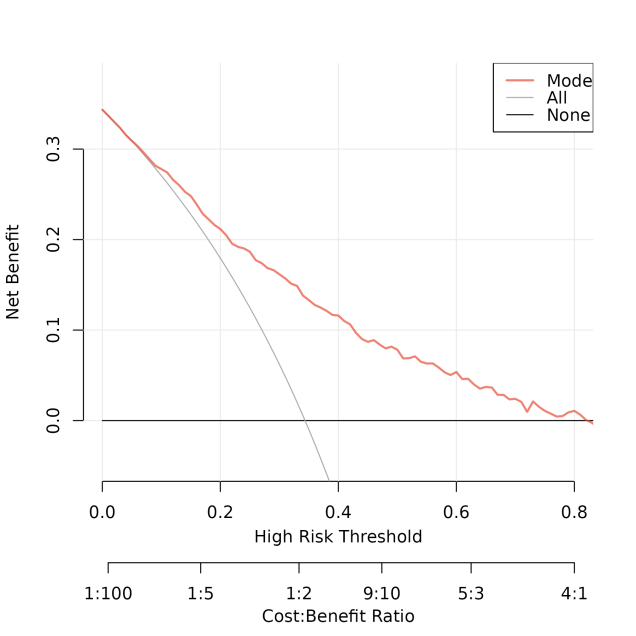 Mode
All
None
Net Benefit
0.3
0.2
0.1
0.0
0.0 0.2 0.4 0.6 0.8
High Risk Threshold
1:100 1:5 1:2 9:10 5:3 4:1
Cost:Benefit Ratio